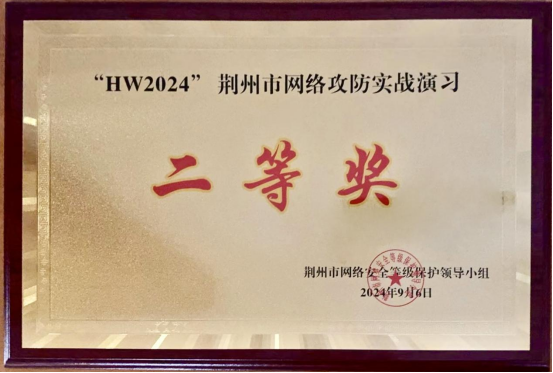 “HW2024” 荆州市网络攻防实战演习
二等奖
荆州市网络安全等级保护领导小组
2024年9月6日